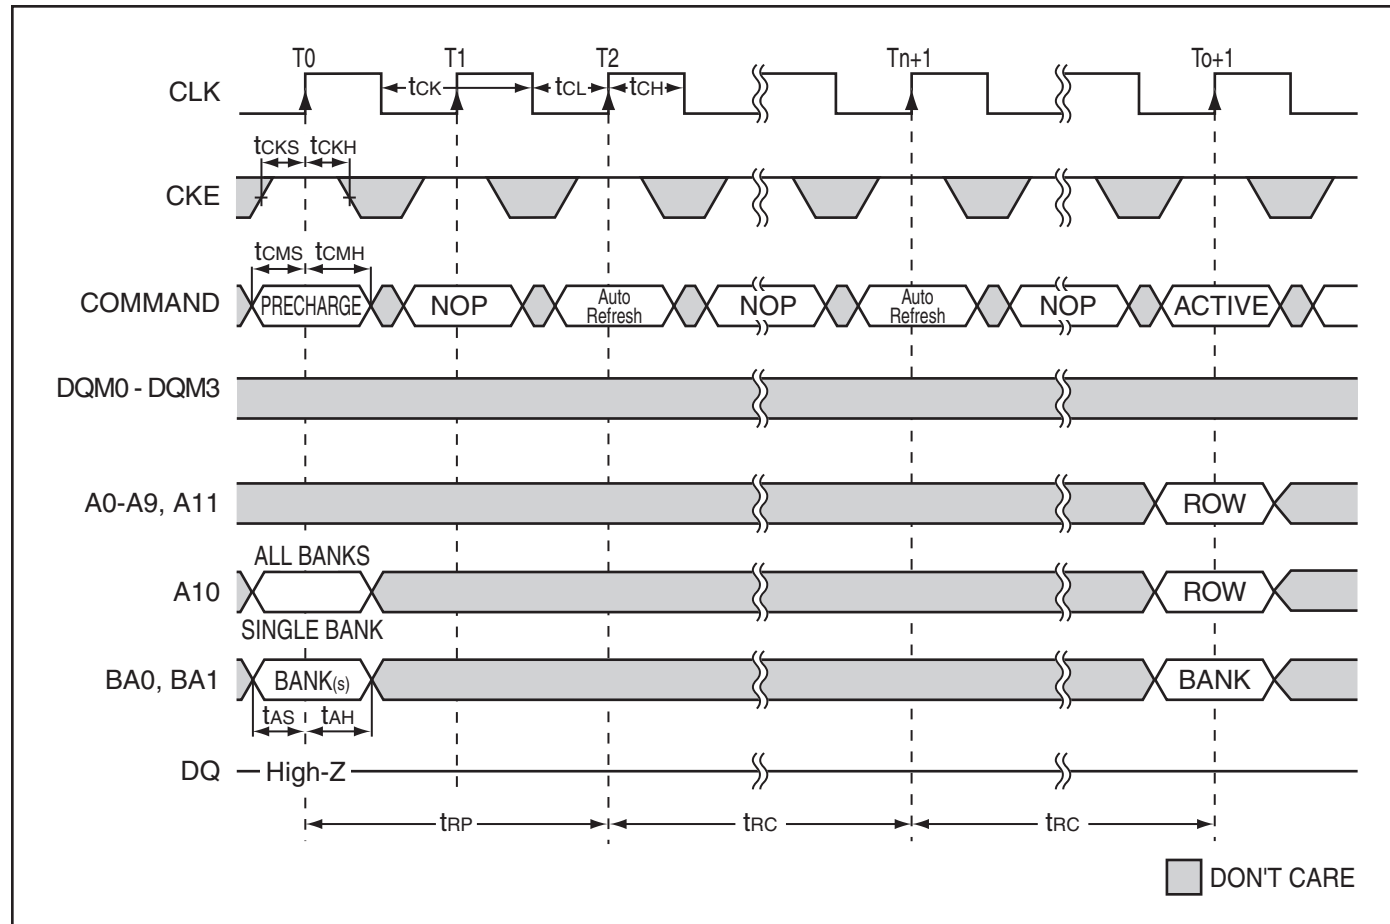 T0 T1 T2 Tn+1 To+1
CLK tCK tCL tCH
tCKS tCKH
CKE
tCMS tCMH
COMMAND PRECHARGE NOP Auto Refresh NOP Auto Refresh NOP ACTIVE
DQM0 - DQM3
A0-A9, A11 ROW
ALL BANKS
A10 ROW
SINGLE BANK
BA0, BA1 BANK(s) BANK
tAS tAH
DQ High-Z
tRP tRC tRC
DON'T CARE